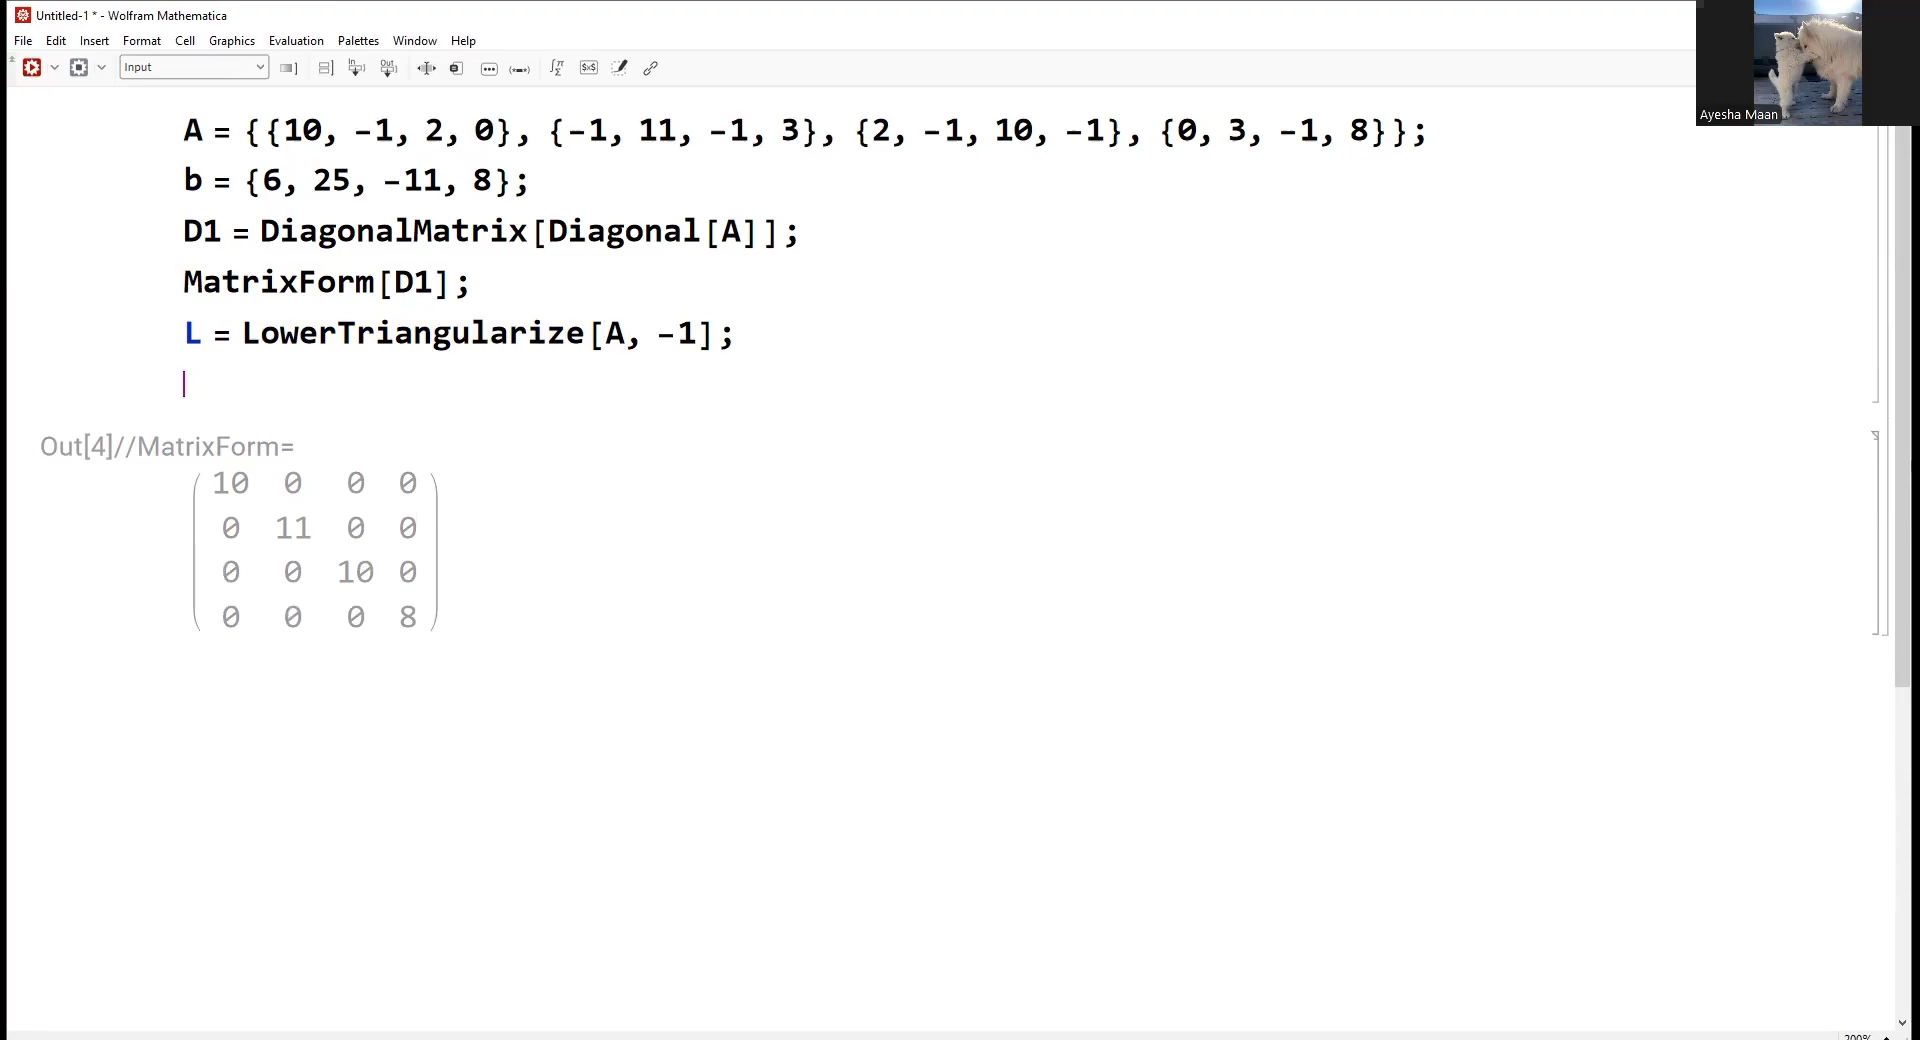 Untitled-1 * - Wolfram Mathematica
File Edit Insert Format Cell Graphics Evaluation Palettes Window Help
Input
In Out $x$
Ayesha Maan
A = {{10, -1, 2, 0}, {-1, 11, -1, 3}, {2, -1, 10, -1}, {0, 3, -1, 8}};
b = {6, 25, -11, 8};
D1 = DiagonalMatrix[Diagonal[A]];
MatrixForm[D1];
L = LowerTriangularize[A, -1];
Out[4]//MatrixForm=
10 0 0 0
0 11 0 0
0 0 10 0
0 0 0 8
200%